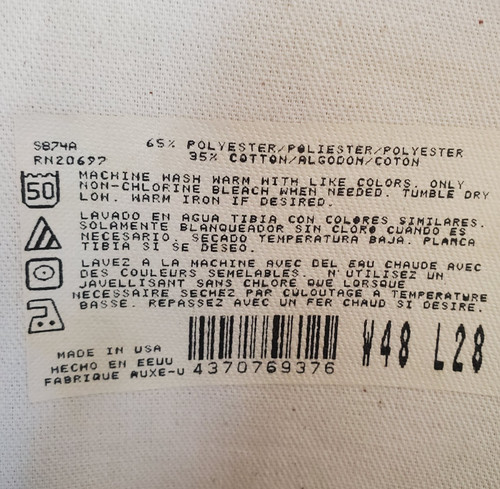 S874A
RN20697
65% POLYESTER/POLIESTER/POLYESTER
35% COTTON/ALGODON/COTON
50
MACHINE WASH WARM WITH LIKE COLORS. ONLY
NON-CHLORINE BLEACH WHEN NEEDED. TUMBLE DRY
LOW. WARM IRON IF DESIRED.
LAVADO EN AGUA TIBIA CON COLORES SIMILARES.
SOLAMENTE BLANQUEADOR SIN CLORO CUANDO ES
NECESARIO. SECADO TEMPERATURA BAJA. PLANCA
TIBIA SI SE DESEO.
LAVEZ A LA MACHINE AVEC DEL EAU CHAUDE AVEC
DES COULEURS SEMELABLES. N'UTILISEZ UN
JAVELLISANT SANS CHLORE QUE LORSQUE
NECESSAIRE SECHEZ PAR CULOUTAGE A TEMPERATURE
BASSE. REPASSEZ AVEC UN FER CHAUD SI DESIRE.
MADE IN USA
HECHO EN EEUU
FABRIQUE AUXE-U
4370769376
W48 L28